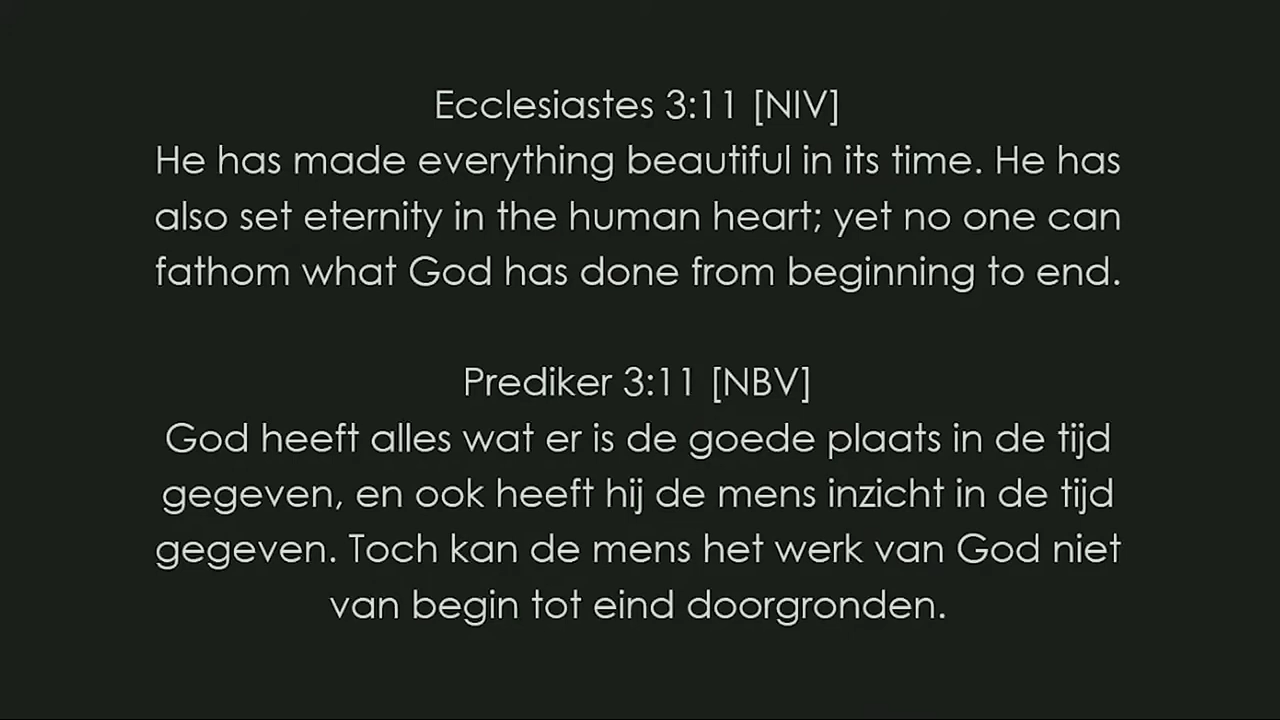 Ecclesiastes 3:11 [NIV]
He has made everything beautiful in its time. He has
also set eternity in the human heart; yet no one can
fathom what God has done from beginning to end.
Prediker 3:11 [NBV]
God heeft alles wat er is de goede plaats in de tijd
gegeven, en ook heeft hij de mens inzicht in de tijd
gegeven. Toch kan de mens het werk van God niet
van begin tot eind doorgronden.